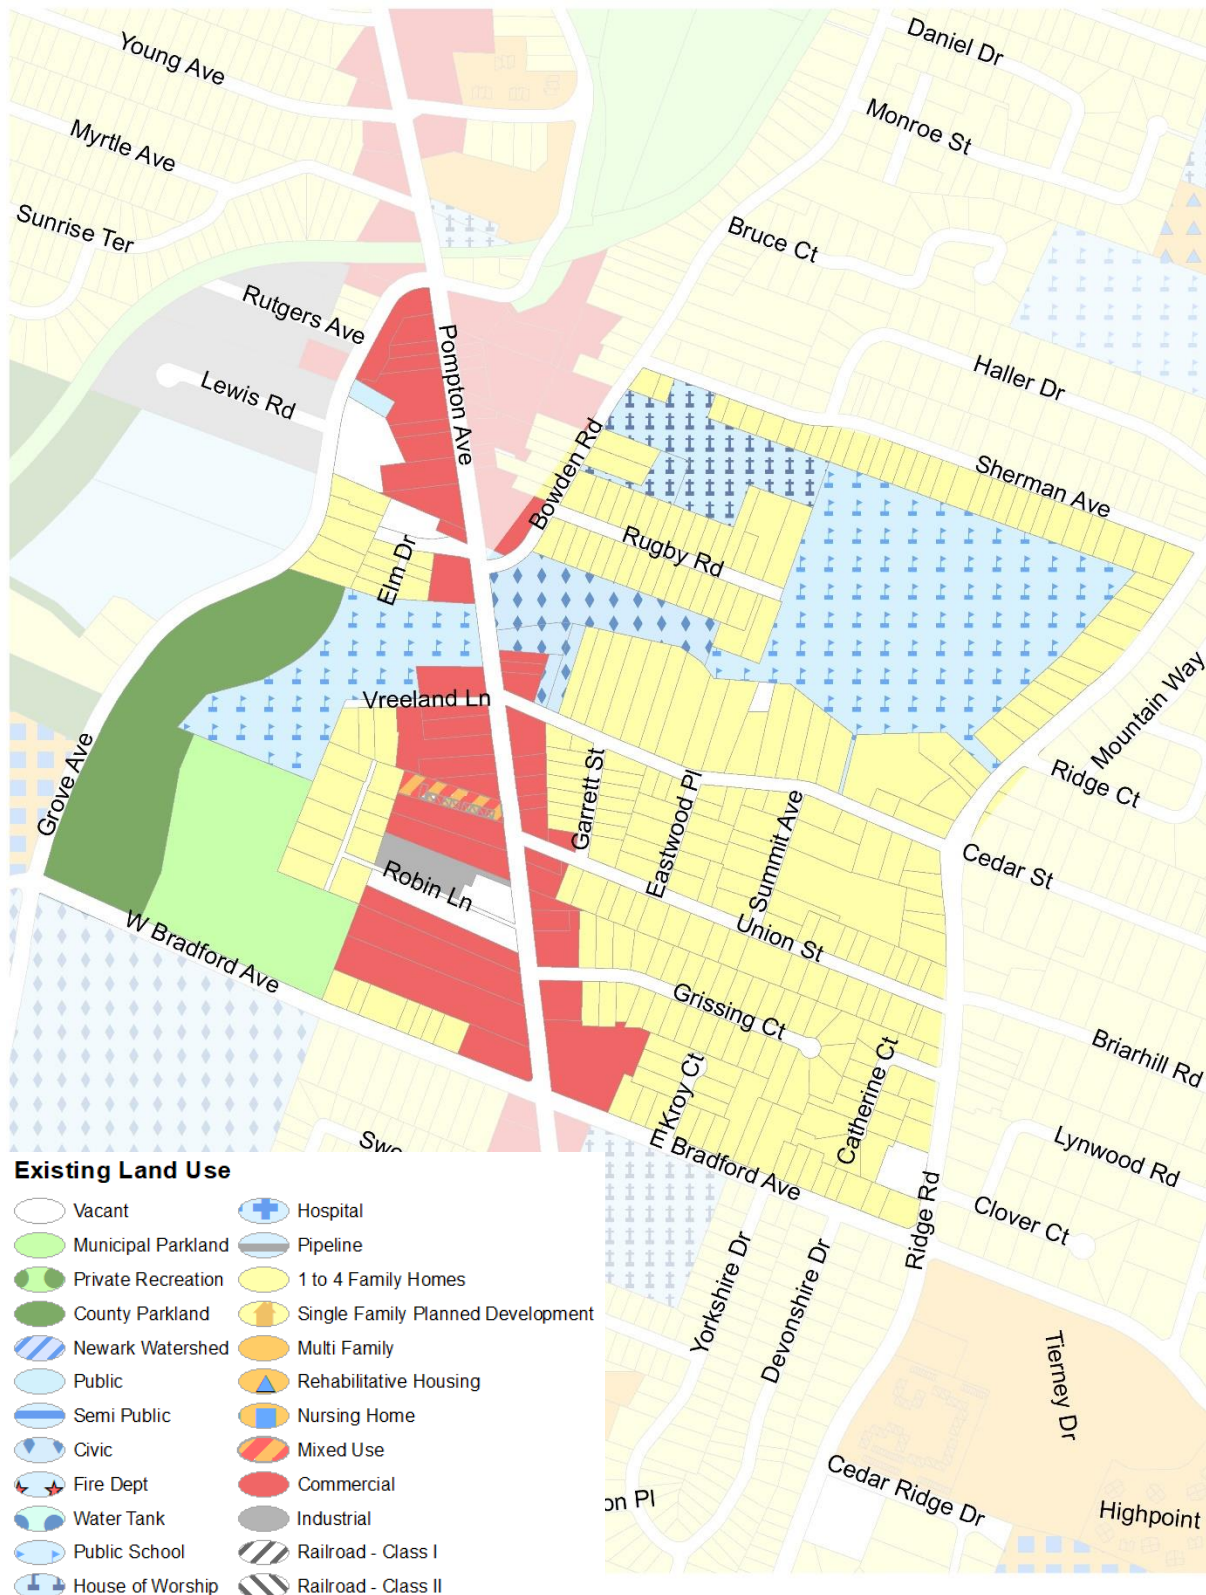 Young Ave
Daniel Dr
Monroe St
Myrtle Ave
Sunrise Ter
Bruce Ct
Rutgers Ave
Pompton Ave
Lewis Rd
Haller Dr
Bowden Rd
Sherman Ave
Rugby Rd
Elm Dr
Vreeland Ln
Mountain Way
Grove Ave
Garrett St
Eastwood Pl
Summit Ave
Ridge Ct
Cedar St
Robin Ln
Union St
W Bradford Ave
Grissing Ct
Kroy Ct
Catherine Ct
Briarhill Rd
E Bradford Ave
Lynwood Rd
Ridge Rd
Clover Ct
Yorkshire Dr
Devonshire Dr
Tierney Dr
Cedar Ridge Dr
Highpoint
on Pl
Existing Land Use
Vacant
Municipal Parkland
Private Recreation
County Parkland
Newark Watershed
Public
Semi Public
Civic
Fire Dept
Water Tank
Public School
House of Worship
Hospital
Pipeline
1 to 4 Family Homes
Single Family Planned Development
Multi Family
Rehabilitative Housing
Nursing Home
Mixed Use
Commercial
Industrial
Railroad - Class I
Railroad - Class II